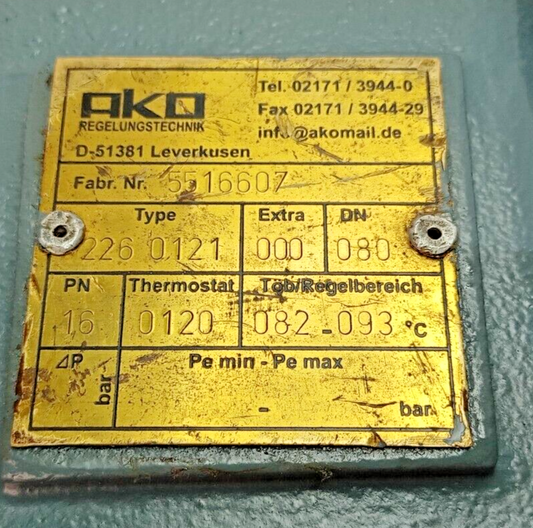 AKO
REGELUNGSTECHNIK
D-51381 Leverkusen
Tel. 02171 / 3944-0
Fax 02171 / 3944-29
info@akomail.de
Fabr. Nr. 5516607
Type Extra DN
226 0121 000 080
PN Thermostat Töb/Regelbereich
16 0120 082 - 093 °C
⊿P Pe min - Pe max
bar - bar